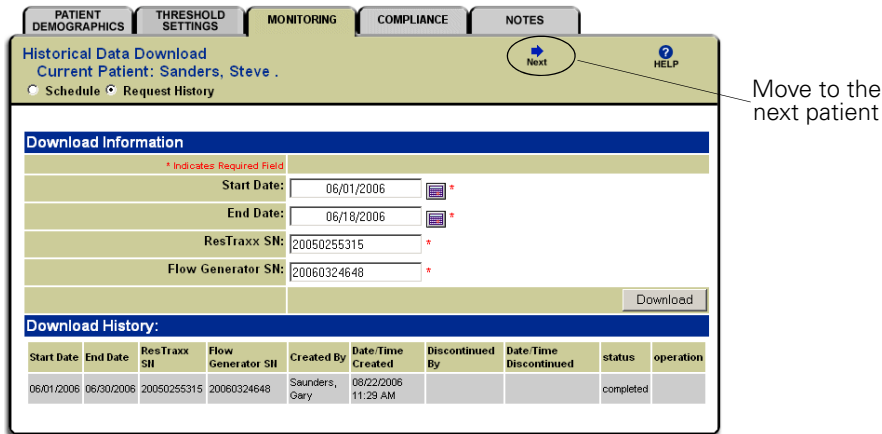 PATIENT
DEMOGRAPHICS
THRESHOLD
SETTINGS
MONITORING
COMPLIANCE
NOTES
Historical Data Download
Current Patient: Sanders, Steve .
Schedule Request History
Next
HELP
Move to the
next patient
Download Information
* Indicates Required Field
Start Date: 06/01/2006 *
End Date: 06/18/2006 *
ResTraxx SN: 20050255315 *
Flow Generator SN: 20060324648 *
Download
Download History:
Start Date End Date ResTraxx SN Flow Generator SN Created By Date/Time Created Discontinued By Date/Time Discontinued status operation
06/01/2006 06/30/2006 20050255315 20060324648 Saunders, Gary 08/22/2006 11:29 AM completed